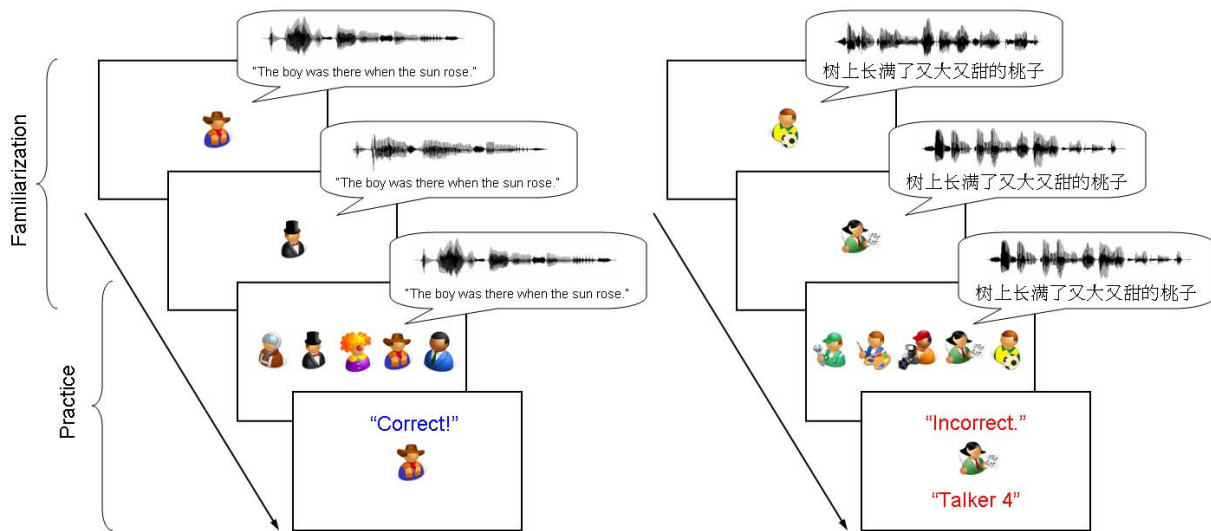 Familiarization
Practice
"The boy was there when the sun rose."
"The boy was there when the sun rose."
"The boy was there when the sun rose."
“Correct!”
树上长满了又大又甜的桃子
树上长满了又大又甜的桃子
树上长满了又大又甜的桃子
“Incorrect.”
“Talker 4”